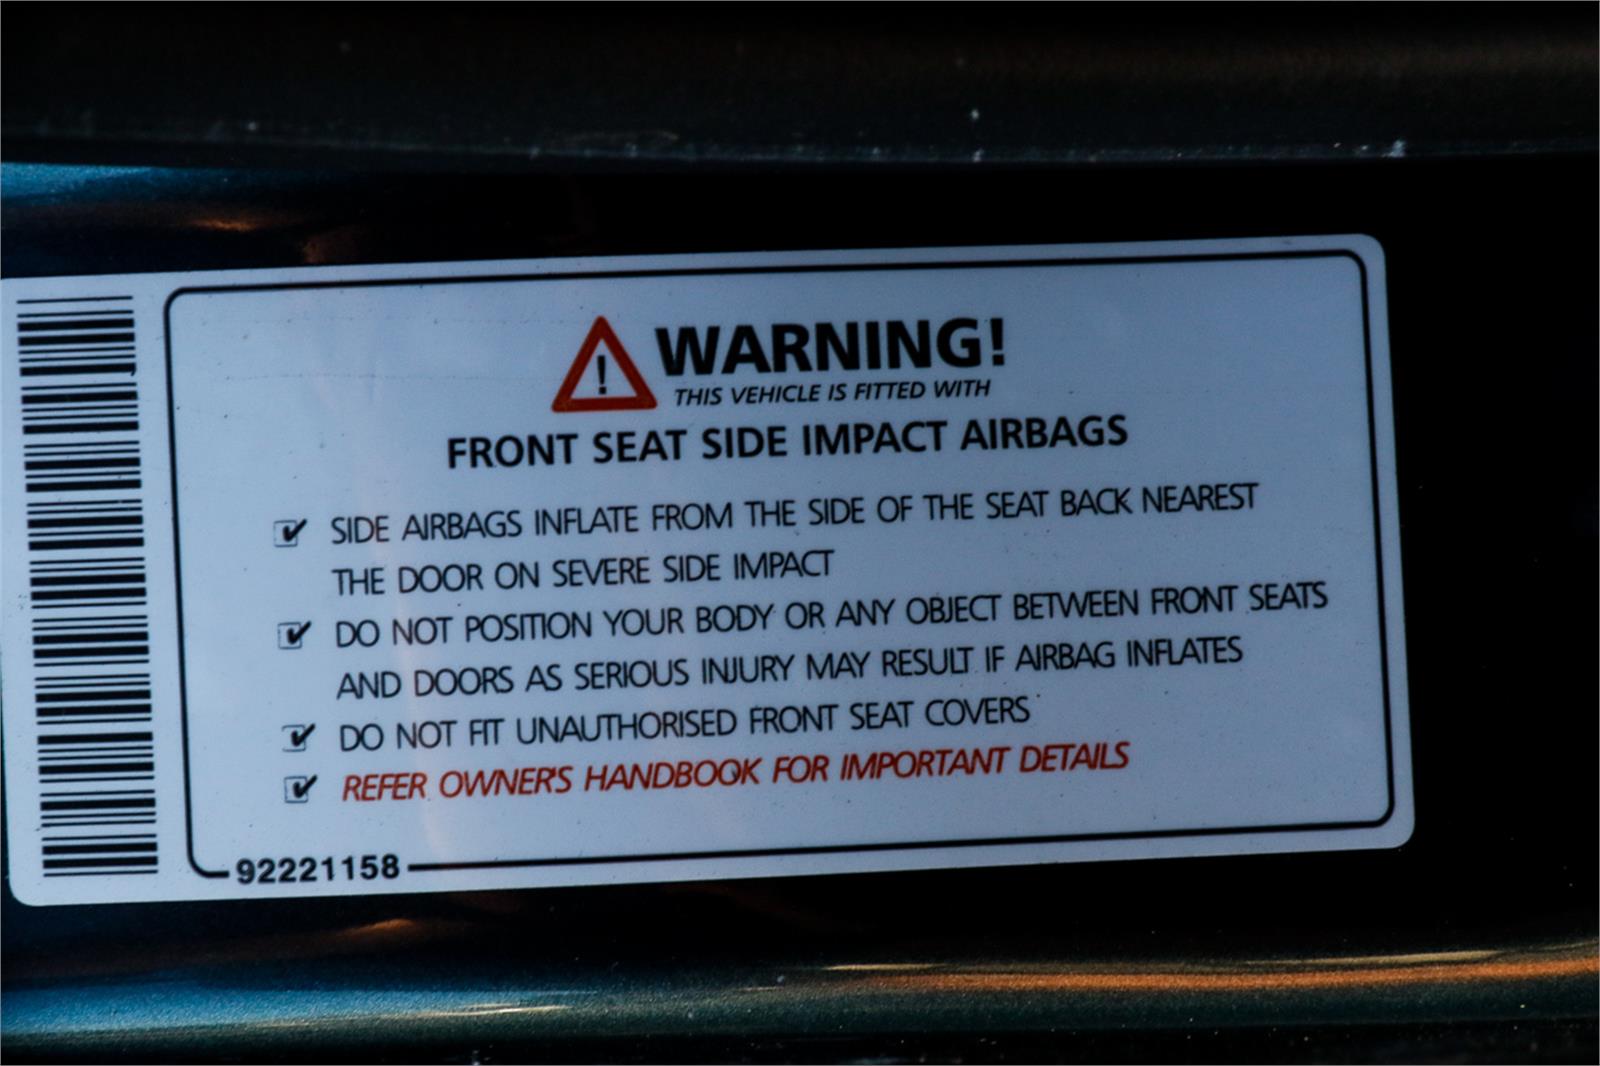 WARNING!
THIS VEHICLE IS FITTED WITH
FRONT SEAT SIDE IMPACT AIRBAGS
SIDE AIRBAGS INFLATE FROM THE SIDE OF THE SEAT BACK NEAREST
THE DOOR ON SEVERE SIDE IMPACT
DO NOT POSITION YOUR BODY OR ANY OBJECT BETWEEN FRONT SEATS
AND DOORS AS SERIOUS INJURY MAY RESULT IF AIRBAG INFLATES
DO NOT FIT UNAUTHORISED FRONT SEAT COVERS
REFER OWNER'S HANDBOOK FOR IMPORTANT DETAILS
92221158